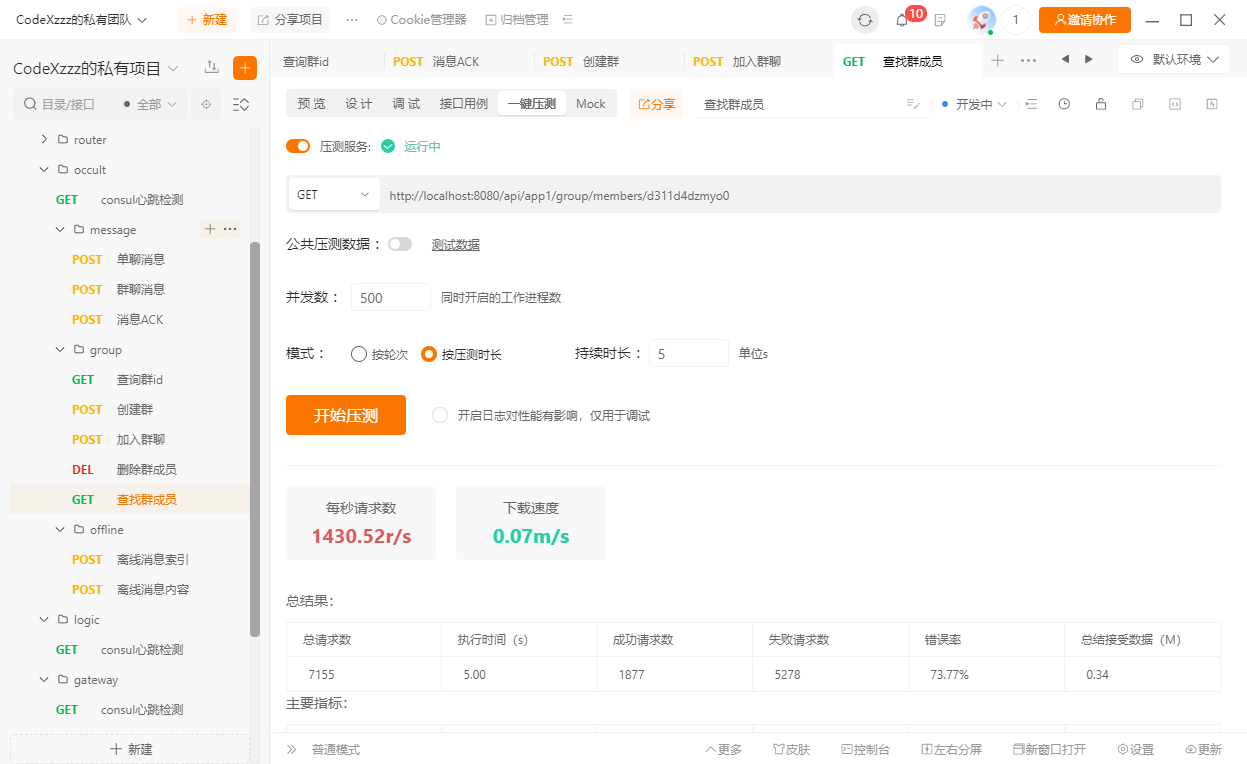 CodeXzzz的私有团队 + 新建 分享项目 ··· Cookie管理器 归档管理 10 1 邀请协作
CodeXzzz的私有项目
目录/接口 全部
router
occult
GET consul心跳检测
message
POST 单聊消息
POST 群聊消息
POST 消息ACK
group
GET 查询群id
POST 创建群
POST 加入群聊
DEL 删除群成员
GET 查找群成员
offline
POST 离线消息索引
POST 离线消息内容
logic
GET consul心跳检测
gateway
GET consul心跳检测
+ 新建
查询群id POST 消息ACK POST 创建群 POST 加入群聊 GET 查找群成员 默认环境
预览 设计 调试 接口用例 一键压测 Mock 分享 查找群成员 开发中
压测服务: 运行中
GET http://localhost:8080/api/app1/group/members/d311d4dzmyo0
公共压测数据： 测试数据
并发数： 500 同时开启的工作进程数
模式： 按轮次 按压测时长 持续时长： 5 单位s
开始压测 开启日志对性能有影响，仅用于调试
每秒请求数 下载速度
1430.52r/s 0.07m/s
总结果：
总请求数 执行时间（s） 成功请求数 失败请求数 错误率 总结接受数据（M）
7155 5.00 1877 5278 73.77% 0.34
主要指标：
普通模式 更多 皮肤 控制台 左右分屏 新窗口打开 设置 更新